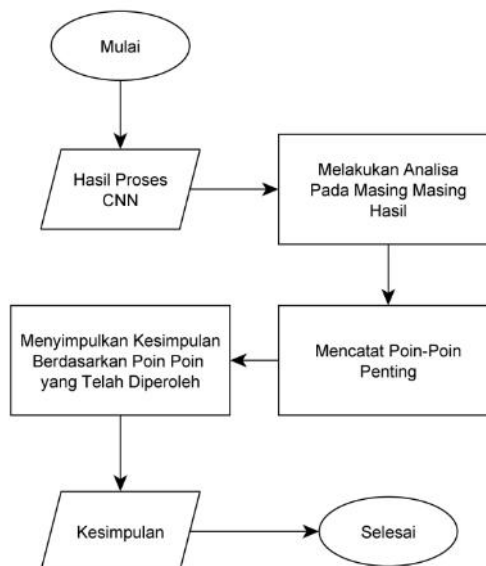 Mulai
Hasil Proses
CNN
Melakukan Analisa
Pada Masing Masing
Hasil
Mencatat Poin-Poin
Penting
Menyimpulkan Kesimpulan
Berdasarkan Poin Poin
yang Telah Diperoleh
Kesimpulan
Selesai